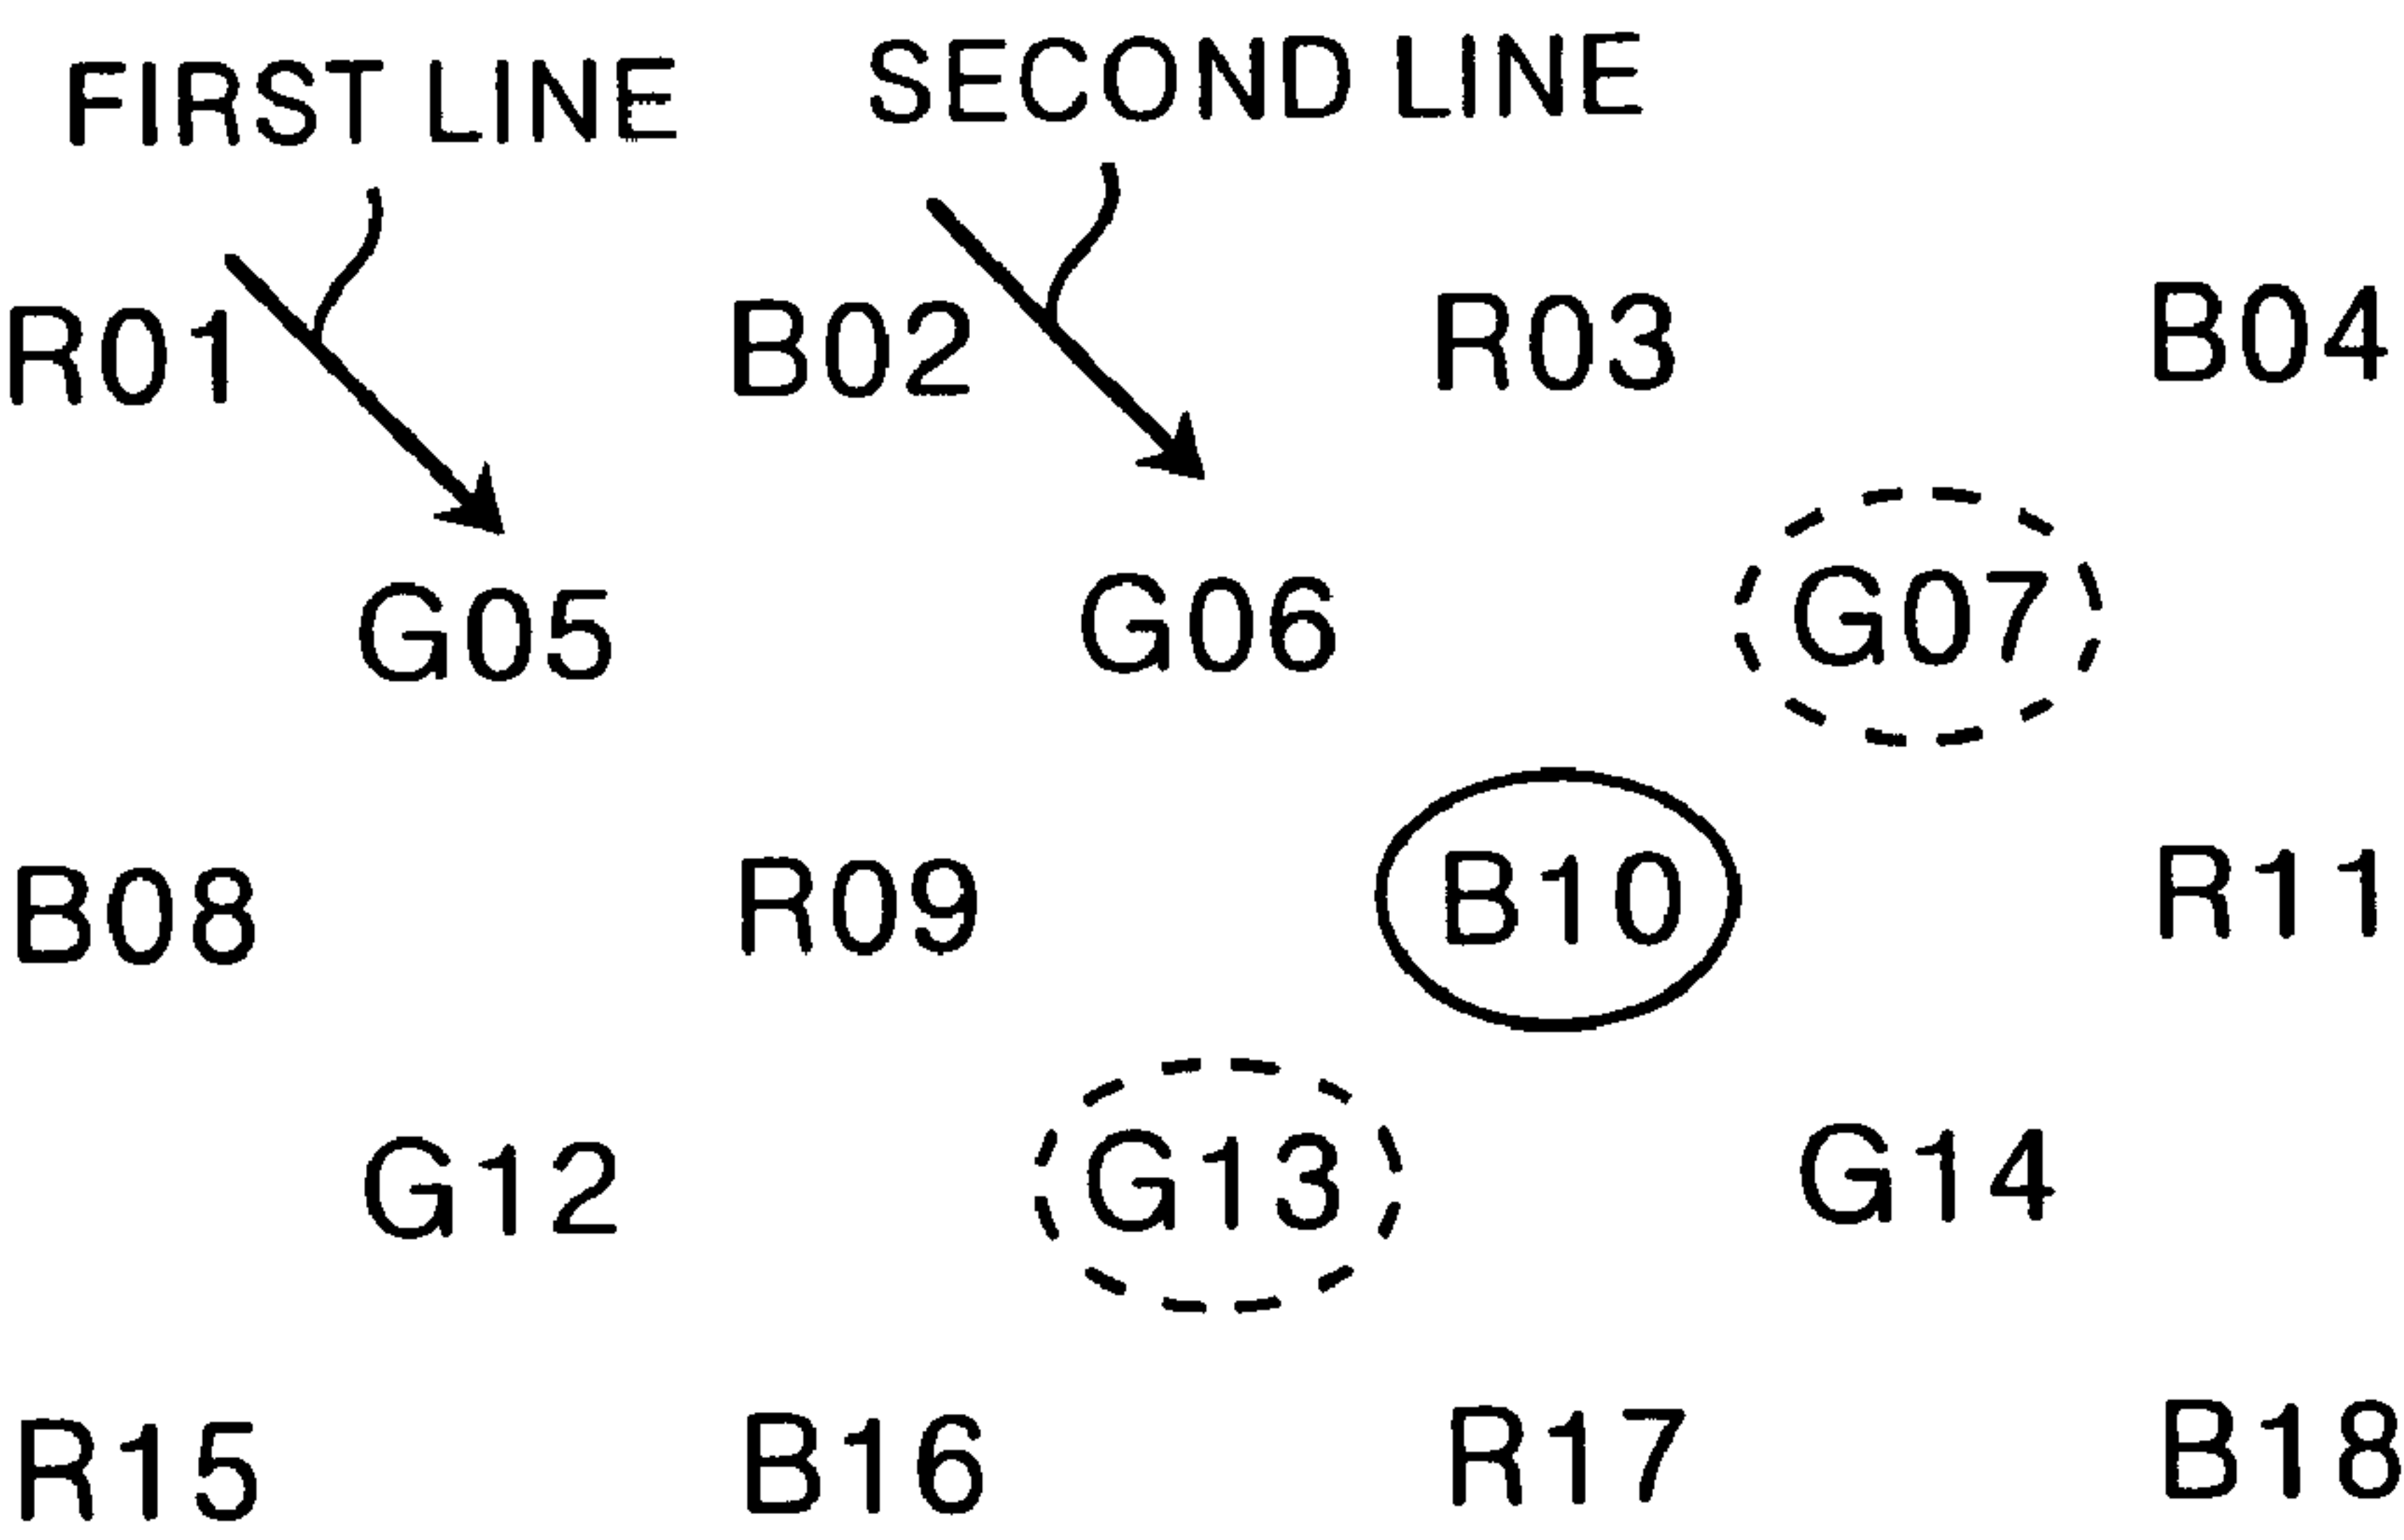 FIRST LINE SECOND LINE
R01 B02 R03 B04
G05 G06 G07
B08 R09 B10 R11
G12 G13 G14
R15 B16 R17 B18